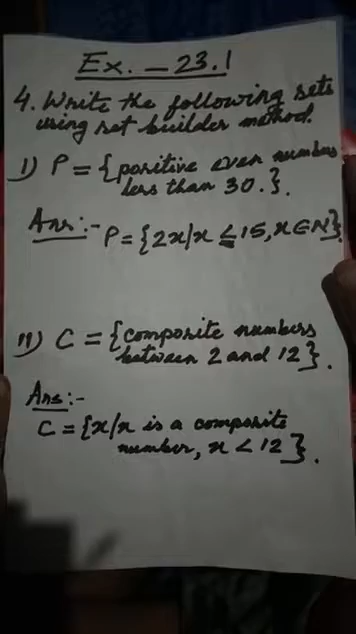 Ex. - 23.1
4. Write the following sets
using set builder method.
i) P = {positive even numbers
less than 30.}.
Ans:- P = {2x/x ≤ 15, x ∈ N}.
ii) C = {composite numbers
between 2 and 12}.
Ans:-
C = {x/x is a composite
number, x < 12}.